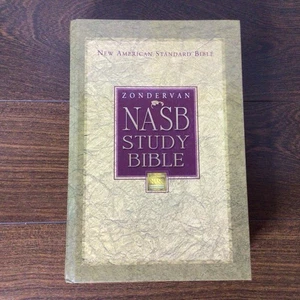 NEW AMERICAN STANDARD BIBLE
ZONDERVAN
NASB
STUDY
BIBLE